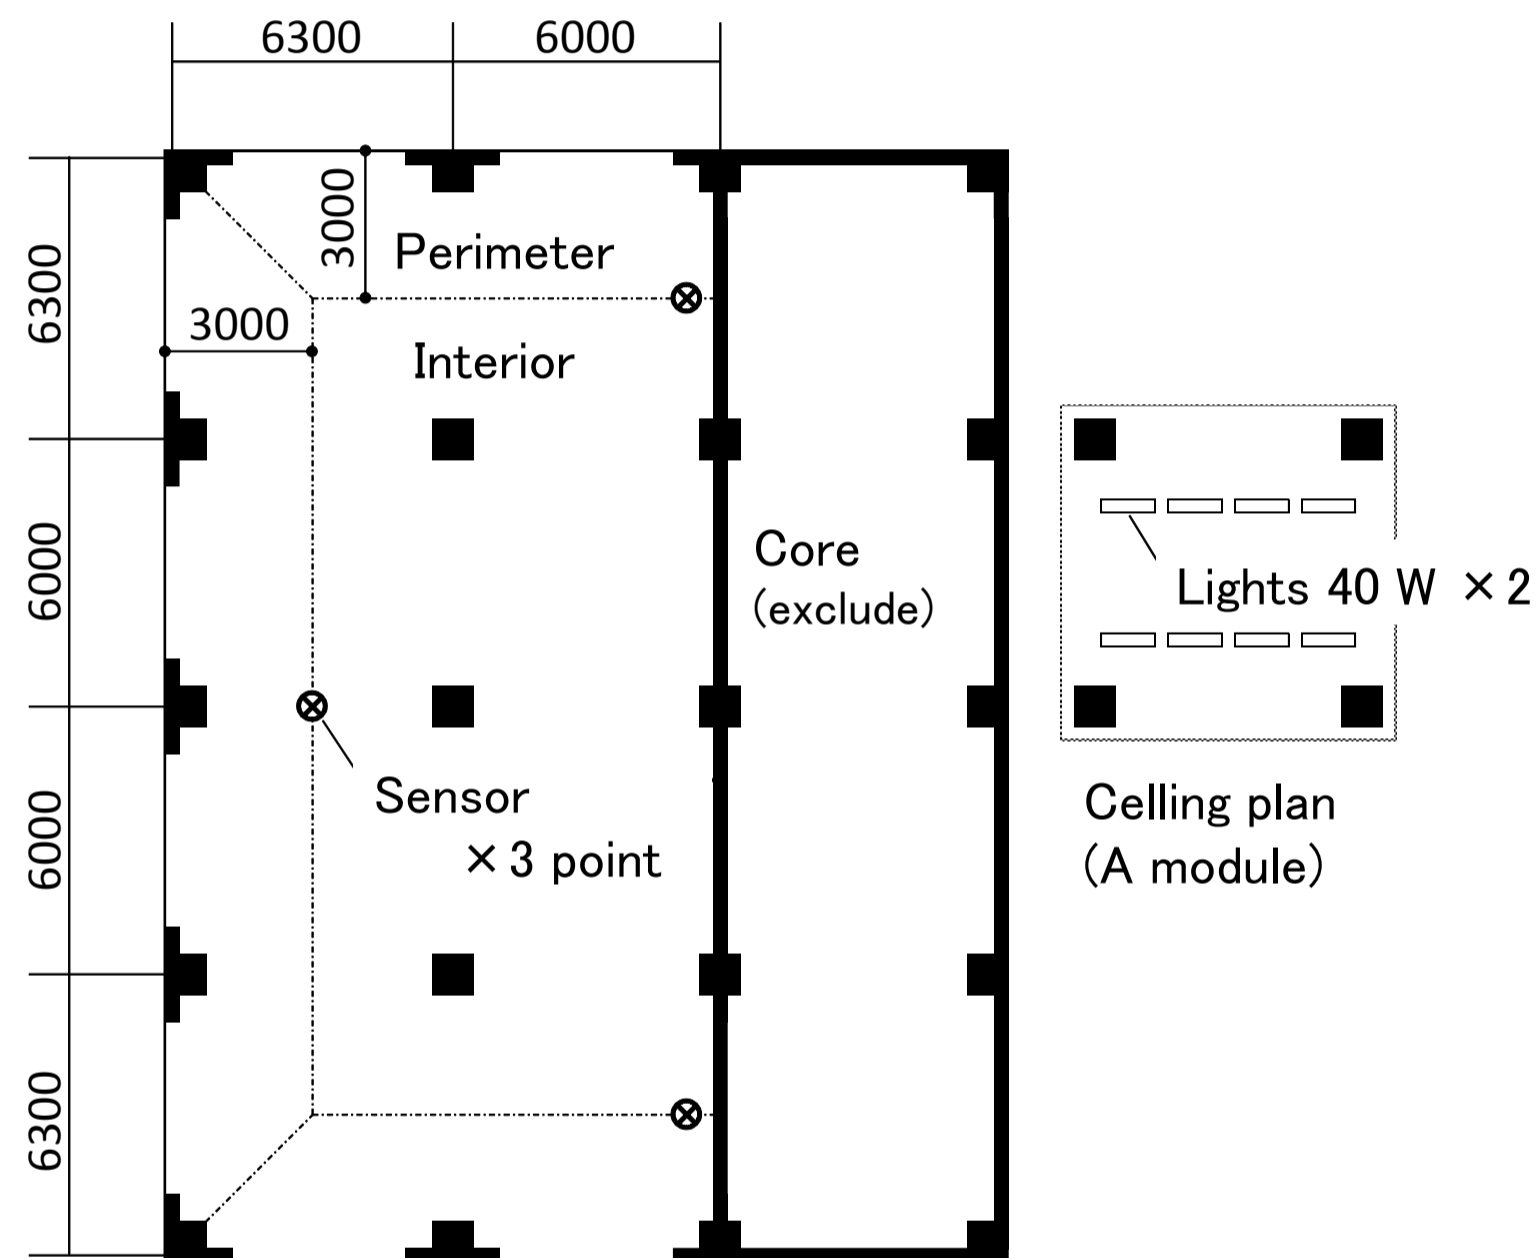 6300
6000
3000
Perimeter
6300
3000
Interior
6000
Core
(exclude)
Lights 40 W ×2
Sensor
×3 point
Celling plan
(A module)
6000
6300